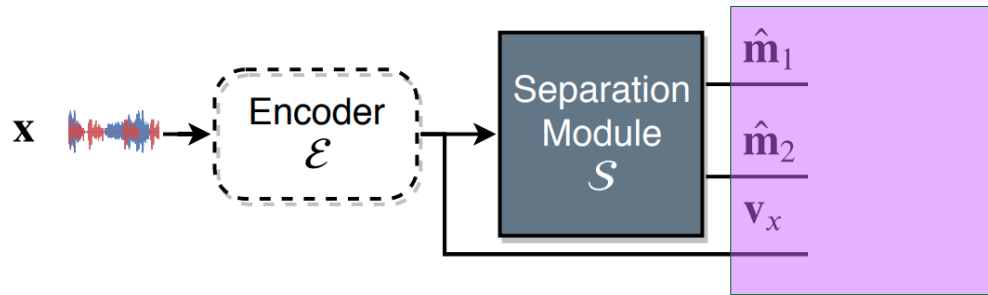 x
Encoder
ℰ
Separation
Module
𝒮
m̂₁
m̂₂
vₓ